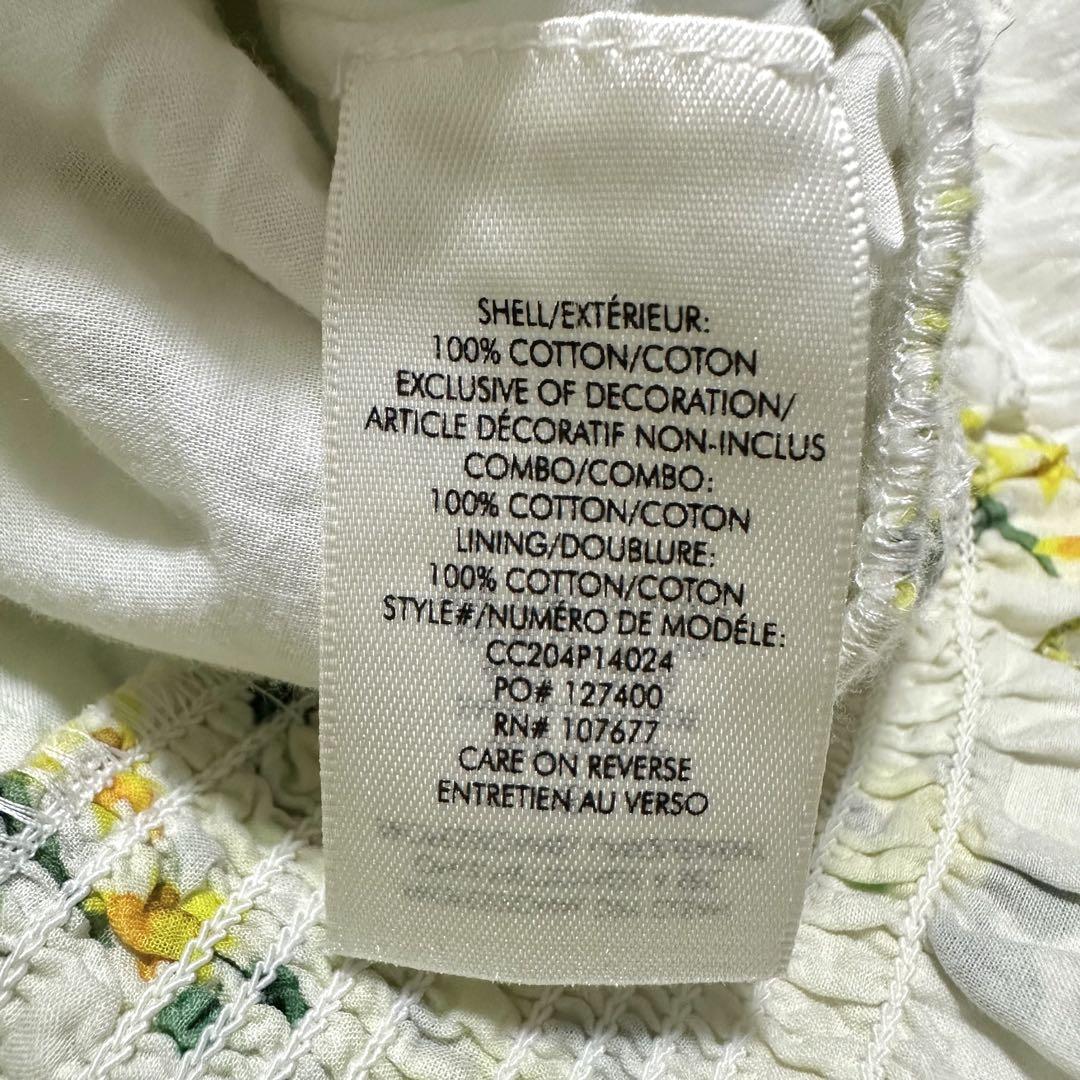 SHELL/EXTÉRIEUR:
100% COTTON/COTON
EXCLUSIVE OF DECORATION/
ARTICLE DÉCORATIF NON-INCLUS
COMBO/COMBO:
100% COTTON/COTON
LINING/DOUBLURE:
100% COTTON/COTON
STYLE#/NUMÉRO DE MODÉLE:
CC204P14024
PO# 127400
RN# 107677
CARE ON REVERSE
ENTRETIEN AU VERSO